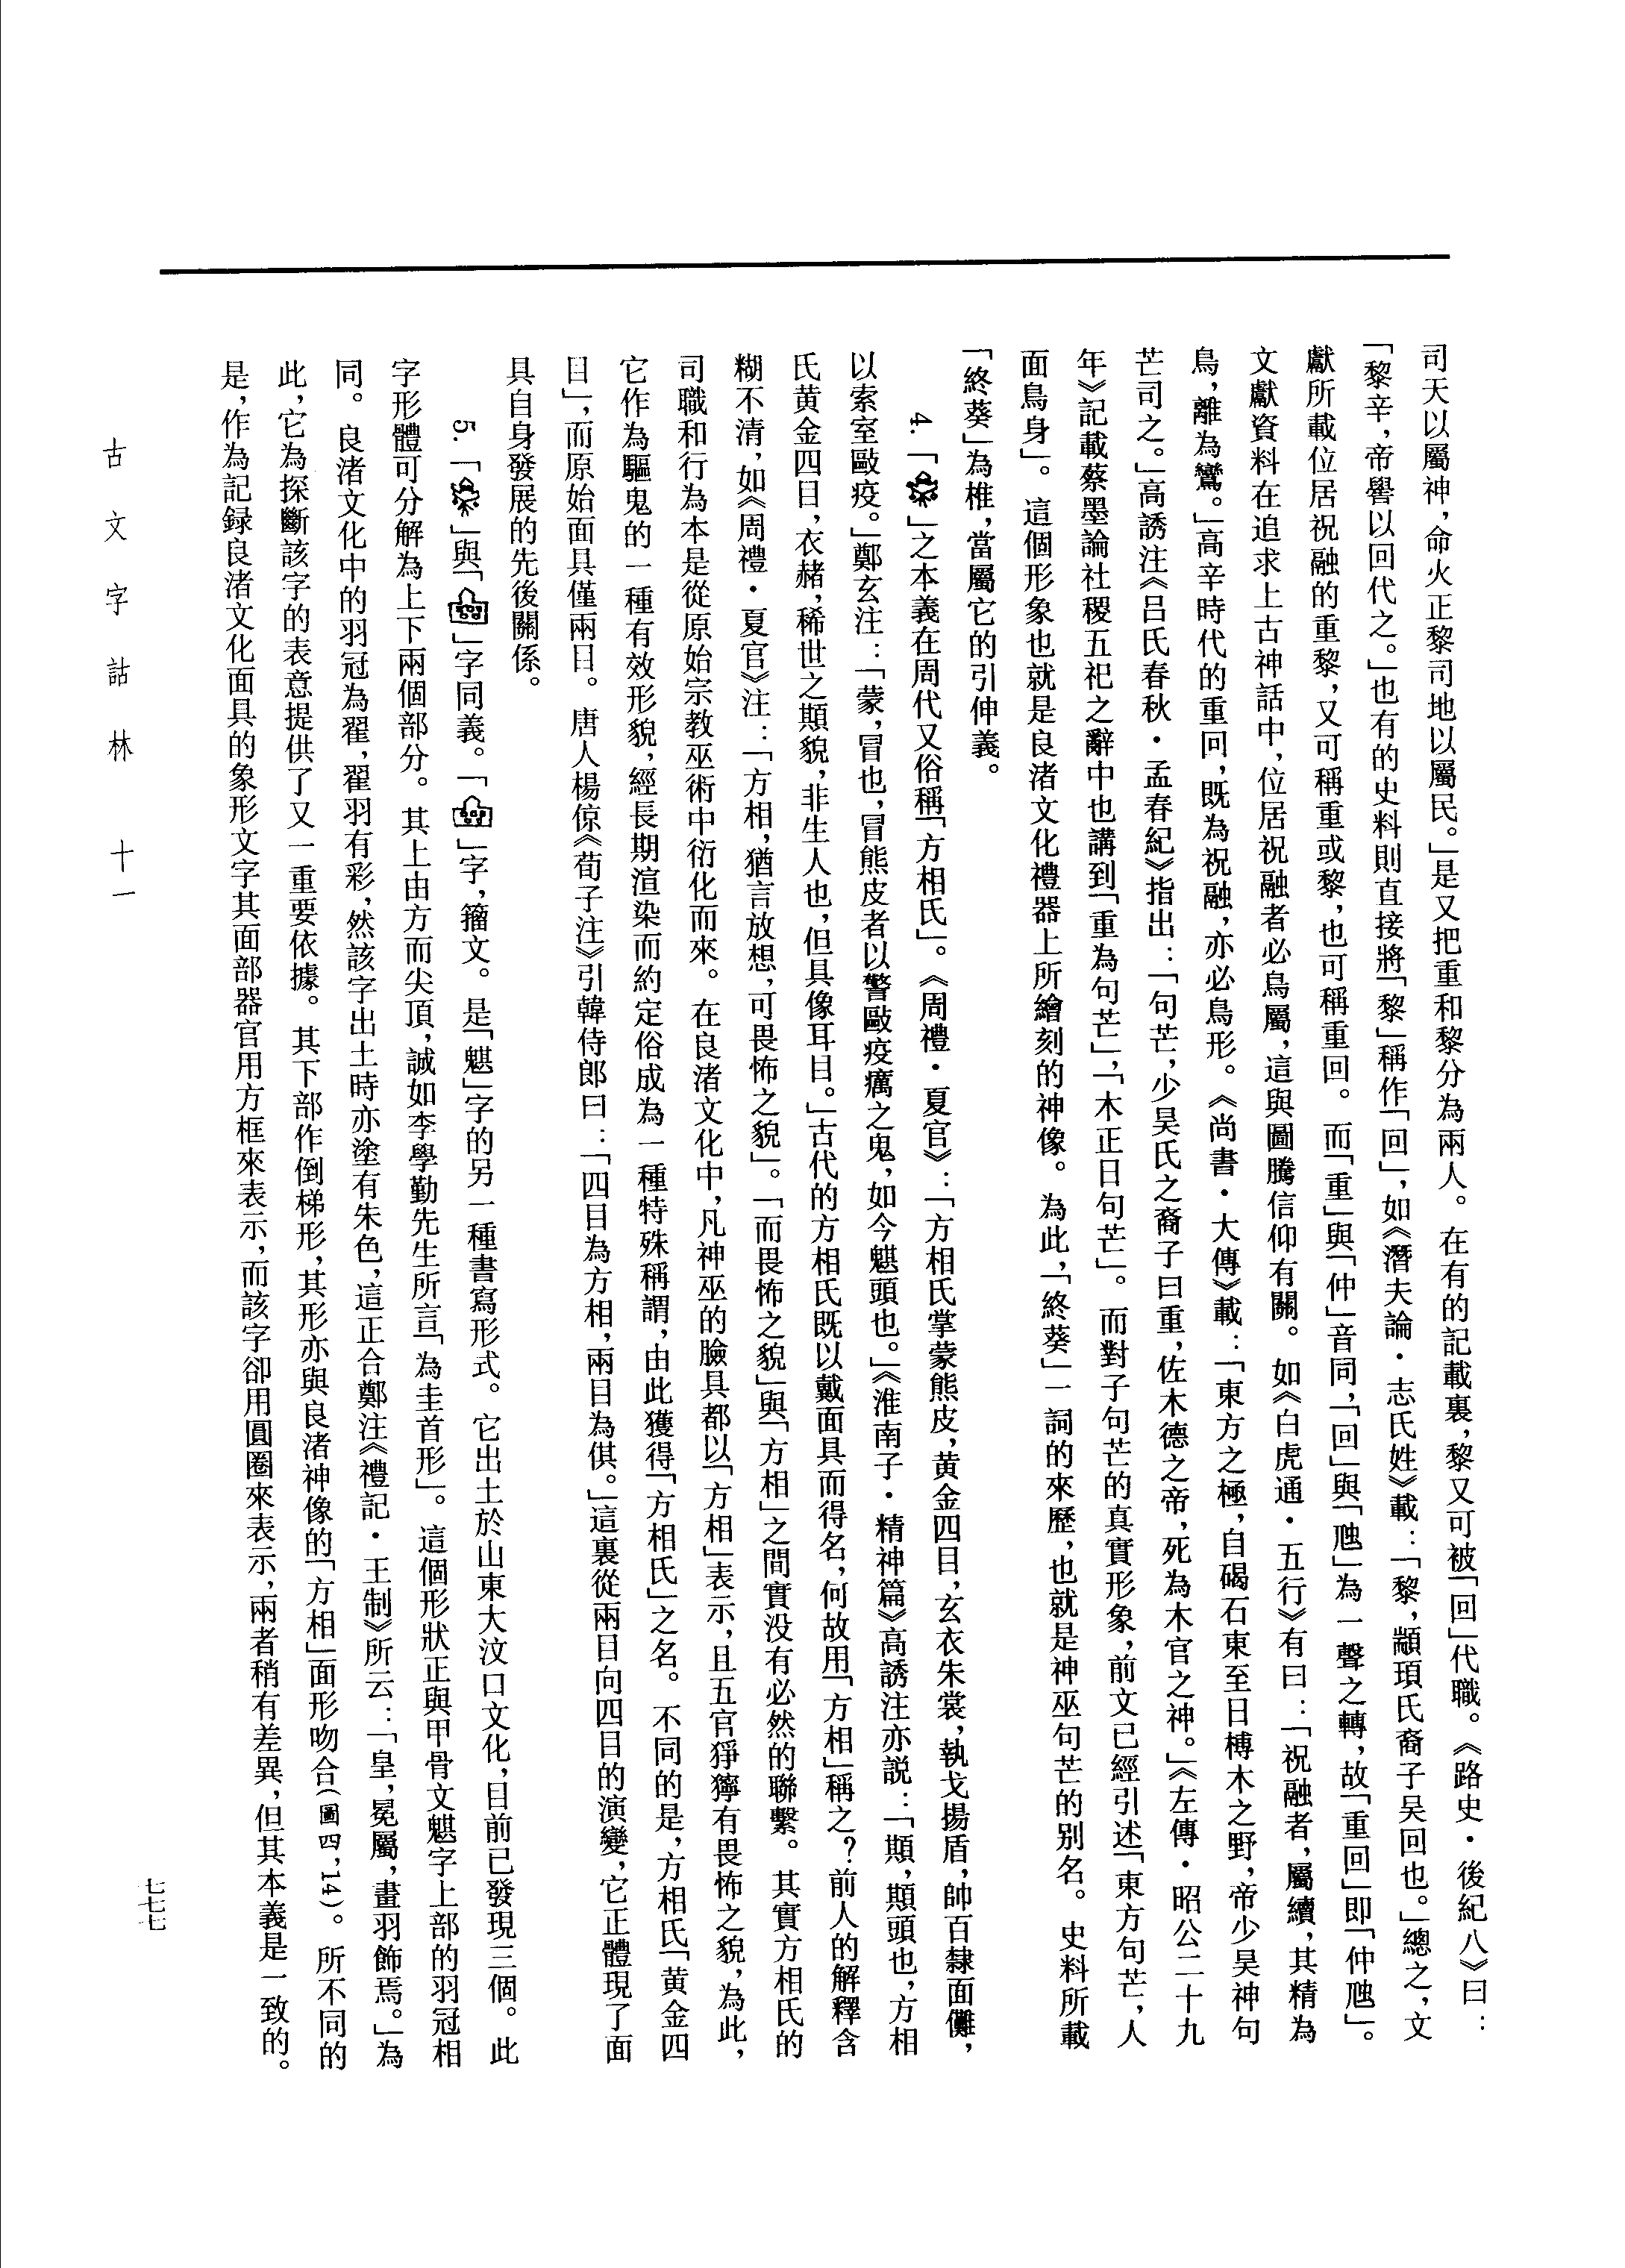 司天以屬神，命火正黎司地以屬民。」是又把重和黎分為兩人。在有的記載裏，黎又可被「回」代職。《路史·後紀八》曰：
「黎辛，帝嚳以回代之。」也有的史料則直接將「黎」稱作「回」，如《潛夫論·志氏姓》載：「黎，顓頊氏裔子吴回也。」總之，文
獻所載位居祝融的重黎，又可稱重或黎，也可稱重回。而「重」與「仲」音同，「回」與「虺」為一聲之轉，故「重回」即「仲虺」。
文獻資料在追求上古神話中，位居祝融者必鳥屬，這與圖騰信仰有關。如《白虎通·五行》有曰：「祝融者，屬續，其精為
鳥，離為鸞。」高辛時代的重回，既為祝融，亦必鳥形。《尚書·大傳》載：「東方之極，自碣石東至日榑木之野，帝少昊神句
芒司之。」高誘注《吕氏春秋·孟春紀》指出：「句芒，少昊氏之裔子曰重，佐木德之帝，死為木官之神。」《左傳·昭公二十九
年》記載蔡墨論社稷五祀之辭中也講到「重為句芒」，「木正曰句芒」。而對子句芒的真實形象，前文已經引述「東方句芒，人
面鳥身」。這個形象也就是良渚文化禮器上所繪刻的神像。為此，「終葵」一詞的來歷，也就是神巫句芒的别名。史料所載
「終葵」為椎，當屬它的引伸義。
4.「」之本義在周代又俗稱「方相氏」。《周禮·夏官》：「方相氏掌蒙熊皮，黄金四目，玄衣朱裳，執戈揚盾，帥百隸面儺，
以索室毆疫。」鄭玄注：「蒙，冒也，冒熊皮者以警毆疫癘之鬼，如今魌頭也。」《淮南子·精神篇》高誘注亦説：「䫏，䫏頭也，方相
氏黄金四目，衣赭，稀世之䫏貌，非生人也，但具像耳目。」古代的方相氏既以戴面具而得名，何故用「方相」稱之？前人的解釋含
糊不清，如《周禮·夏官》注：「方相，猶言放想，可畏怖之貌」。「而畏怖之貌」與「方相」之間實没有必然的聯繫。其實方相氏的
司職和行為本是從原始宗教巫術中衍化而來。在良渚文化中，凡神巫的臉具都以「方相」表示，且五官猙獰有畏怖之貌，為此，
它作為驅鬼的一種有效形貌，經長期渲染而約定俗成為一種特殊稱謂，由此獲得「方相氏」之名。不同的是，方相氏「黄金四
目」，而原始面具僅兩目。唐人楊倞《荀子注》引韓侍郎曰：「四目為方相，兩目為倛。」這裏從兩目向四目的演變，它正體現了面
具自身發展的先後關係。
5.「」與「」字同義。「」字，籀文。是「魌」字的另一種書寫形式。它出土於山東大汶口文化，目前已發現三個。此
字形體可分解為上下兩個部分。其上由方而尖頂，誠如李學勤先生所言「為圭首形」。這個形狀正與甲骨文魌字上部的羽冠相
同。良渚文化中的羽冠為翟，翟羽有彩，然該字出土時亦塗有朱色，這正合鄭注《禮記·王制》所云：「皇，冕屬，畫羽飾焉。」為
此，它為探斷該字的表意提供了又一重要依據。其下部作倒梯形，其形亦與良渚神像的「方相」面形吻合（圖四，14）。所不同的
是，作為記録良渚文化面具的象形文字其面部器官用方框來表示，而該字卻用圓圈來表示，兩者稍有差異，但其本義是一致的。
古文字詁林 十一
七七七